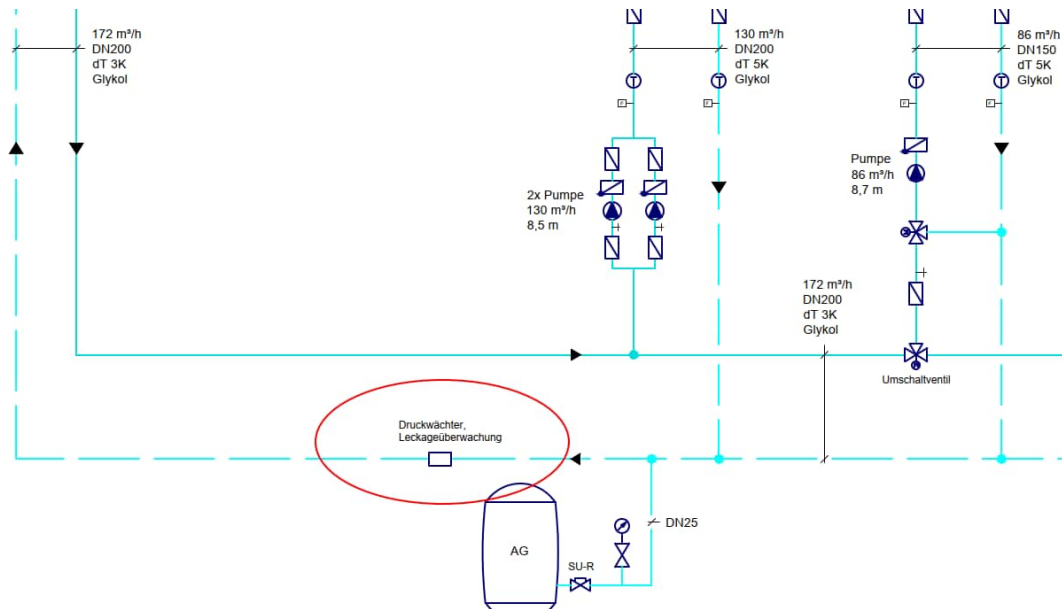 172 m³/h
DN200
dT 3K
Glykol
130 m³/h
DN200
dT 5K
Glykol
86 m³/h
DN150
dT 5K
Glykol
T
T
T
T
2x Pumpe
130 m³/h
8,5 m
Pumpe
86 m³/h
8,7 m
172 m³/h
DN200
dT 3K
Glykol
Umschaltventil
Druckwächter,
Leckageüberwachung
DN25
AG
SU-R